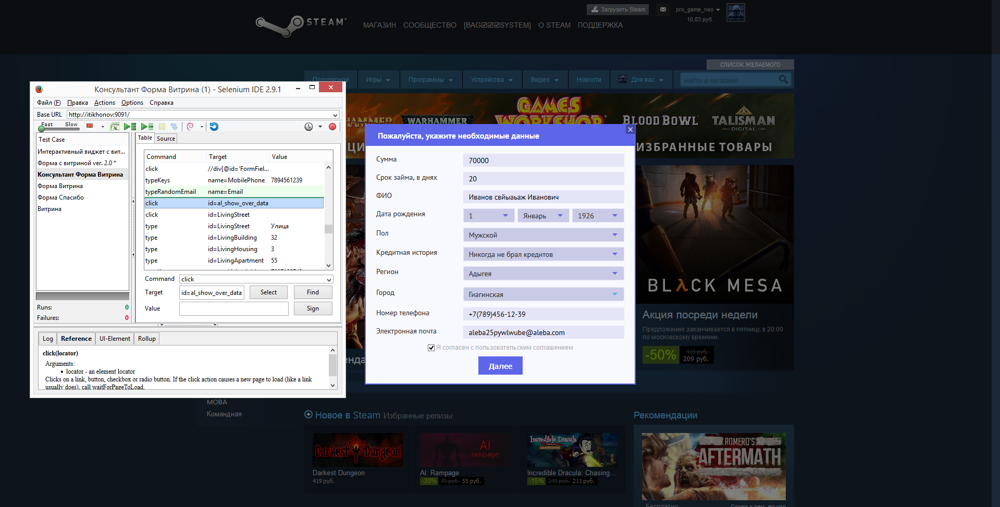 Загрузить Steam
pro_game_neo
10,03 руб.
STEAM
МАГАЗИН СООБЩЕСТВО [BAG☑☑☑SYSTEM] О STEAM ПОДДЕРЖКА
СПИСОК ЖЕЛАЕМОГО
Популярное Игры Программы Устройства Видео Новости Для вас найти в магазине
GAMES WORKSHOP
HAMMER
WARHAMMER
BLOOD BOWL
TALISMAN
DIGITAL
ИЗБРАННЫЕ ТОВАРЫ
Консультант Форма Витрина (1) - Selenium IDE 2.9.1
Файл (F) Правка Actions Options Справка
Base URL http://itikhonov:9091/
Fast Slow
Test Case
Интерактивный виджет с вит...
Форма с витриной ver. 2.0 *
Консультант Форма Витрина
Форма Витрина
Форма Спасибо
Витрина
Runs: 0
Failures: 0
Table Source
Command Target Value
click //div[@id='FormFiel...
typeKeys name=MobilePhone 7894561239
typeRandomEmail name=Email
click id=al_show_over_data
click id=LivingStreet
type id=LivingStreet Улица
type id=LivingBuilding 32
type id=LivingHousing 3
type id=LivingApartment 55
Command click
Target id=al_show_over_data Select Find
Value Sign
Log Reference UI-Element Rollup
click(locator)
Arguments:
• locator - an element locator
Clicks on a link, button, checkbox or radio button. If the click action causes a new page to load (like a link
usually does), call waitForPageToLoad.
Пожалуйста, укажите необходимые данные
Сумма 70000
Срок займа, в днях 20
ФИО Иванов свйыаьаж Иванович
Дата рождения 1 Январь 1926
Пол Мужской
Кредитная история Никогда не брал кредитов
Регион Адыгея
Город Гиагинская
Номер телефона +7(789)456-12-39
Электронная почта aleba25pywlwube@aleba.com
Я согласен с пользовательским соглашением
Далее
BLACK MESA
Акция посреди недели
Предложение заканчивается в пятницу, в 20:00
по московскому времени.
-50% 419 руб.
209 руб.
МОВА
Командная
Новое в Steam Избранные релизы
Darkest Dungeon
Darkest Dungeon
419 руб.
AI
rampage
AI: Rampage
-30% 79 руб. 55 руб.
Incredible Dracula
Incredible Dracula: Chasing...
-15% 249 руб. 211 руб.
Рекомендации
ROMERO'S
AFTERMATH
Бесплатно